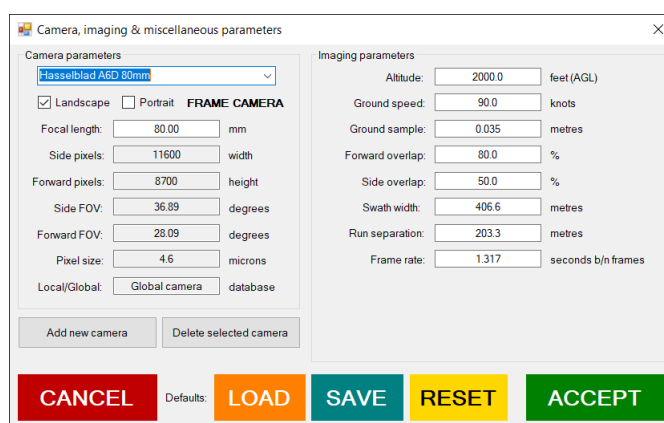 Camera, imaging & miscellaneous parameters
Camera parameters
Hasselblad A6D 80mm
Landscape Portrait FRAME CAMERA
Focal length: 80.00 mm
Side pixels: 11600 width
Forward pixels: 8700 height
Side FOV: 36.89 degrees
Forward FOV: 28.09 degrees
Pixel size: 4.6 microns
Local/Global: Global camera database
Add new camera Delete selected camera
Imaging parameters
Altitude: 2000.0 feet (AGL)
Ground speed: 90.0 knots
Ground sample: 0.035 metres
Forward overlap: 80.0 %
Side overlap: 50.0 %
Swath width: 406.6 metres
Run separation: 203.3 metres
Frame rate: 1.317 seconds b/n frames
CANCEL Defaults: LOAD SAVE RESET ACCEPT